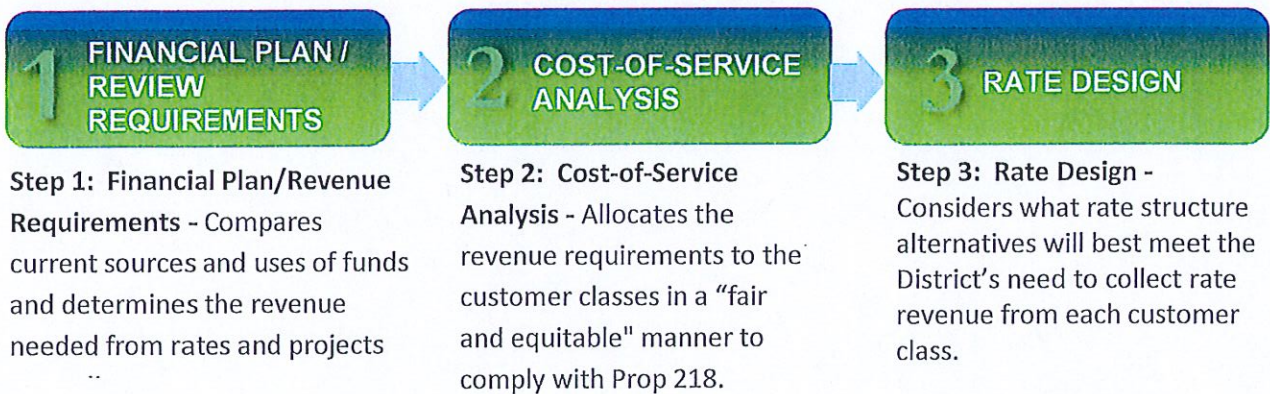 1 FINANCIAL PLAN /
REVIEW
REQUIREMENTS
2 COST-OF-SERVICE
ANALYSIS
3 RATE DESIGN
Step 1: Financial Plan/Revenue
Requirements - Compares
current sources and uses of funds
and determines the revenue
needed from rates and projects
Step 2: Cost-of-Service
Analysis - Allocates the
revenue requirements to the
customer classes in a “fair
and equitable" manner to
comply with Prop 218.
Step 3: Rate Design -
Considers what rate structure
alternatives will best meet the
District’s need to collect rate
revenue from each customer
class.